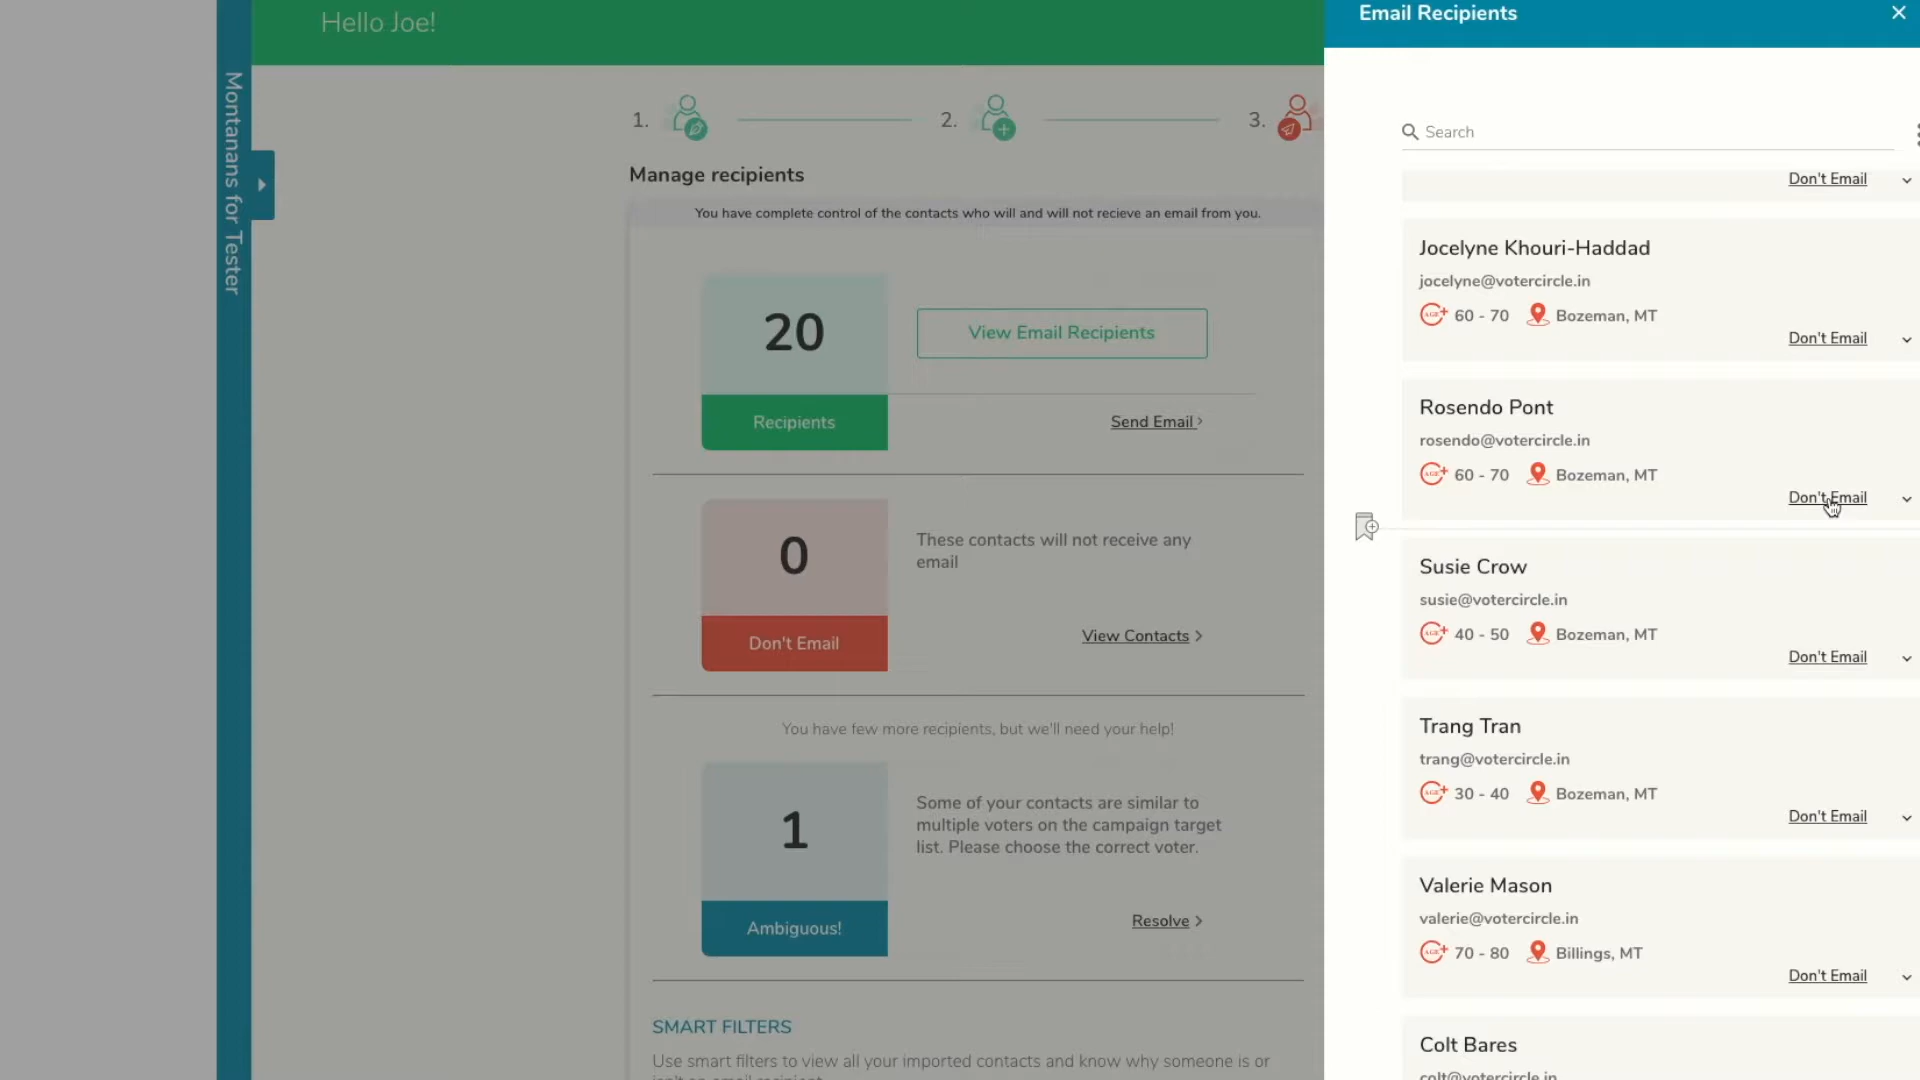 Hello Joe!
Montanans for Tester
1.
2.
3.
Manage recipients
You have complete control of the contacts who will and will not recieve an email from you.
20
Recipients
View Email Recipients
Send Email
0
Don't Email
These contacts will not receive any
email
View Contacts
You have few more recipients, but we'll need your help!
1
Ambiguous!
Some of your contacts are similar to
multiple voters on the campaign target
list. Please choose the correct voter.
Resolve
SMART FILTERS
Use smart filters to view all your imported contacts and know why someone is or
Email Recipients
Search
Don't Email
Jocelyne Khouri-Haddad
jocelyne@votercircle.in
AGE+ 60 - 70 Bozeman, MT
Don't Email
Rosendo Pont
rosendo@votercircle.in
AGE+ 60 - 70 Bozeman, MT
Don't Email
Susie Crow
susie@votercircle.in
AGE+ 40 - 50 Bozeman, MT
Don't Email
Trang Tran
trang@votercircle.in
AGE+ 30 - 40 Bozeman, MT
Don't Email
Valerie Mason
valerie@votercircle.in
AGE+ 70 - 80 Billings, MT
Don't Email
Colt Bares
colt@votercircle.in